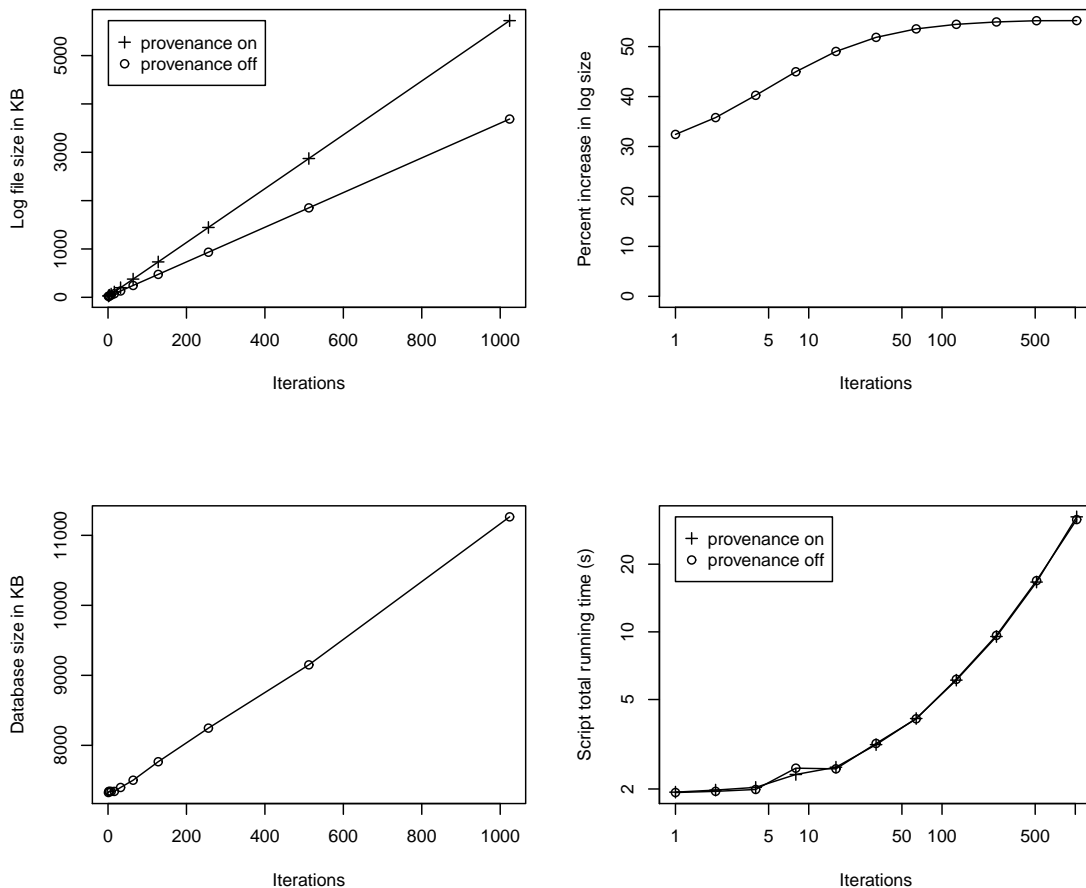 Log file size in KB
5000
3000
1000
0
provenance on
provenance off
0 200 400 600 800 1000
Iterations
Percent increase in log size
50
40
30
20
10
0
1 5 10 50 100 500
Iterations
Database size in KB
11000
10000
9000
8000
0 200 400 600 800 1000
Iterations
Script total running time (s)
20
10
5
2
provenance on
provenance off
1 5 10 50 100 500
Iterations